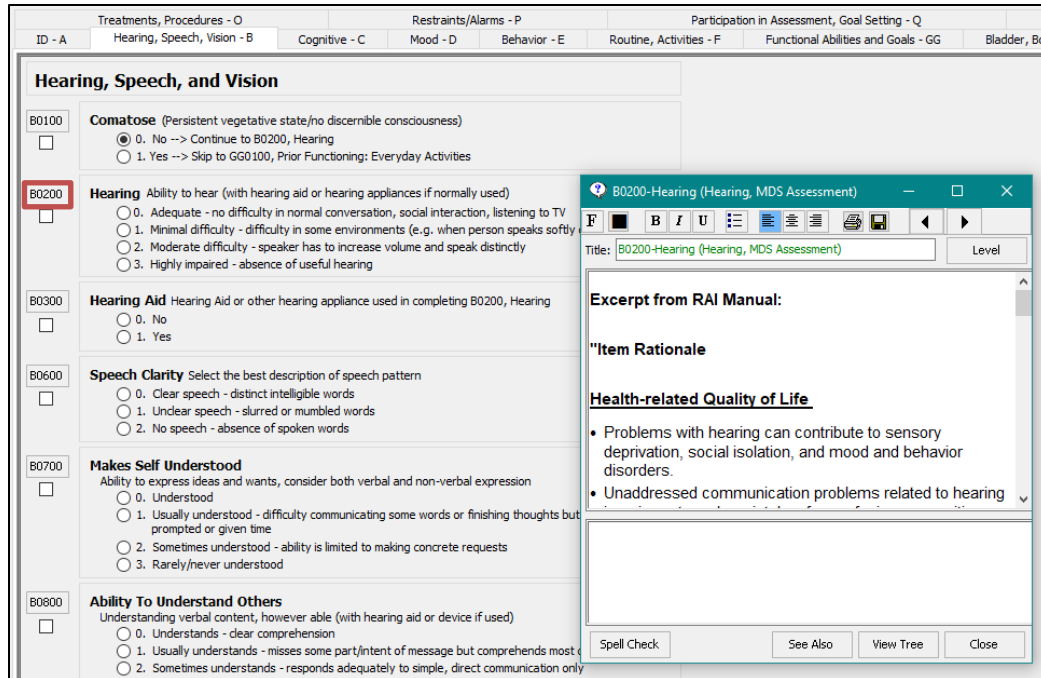 Treatments, Procedures - O
Restraints/Alarms - P
Participation in Assessment, Goal Setting - Q
ID - A
Hearing, Speech, Vision - B
Cognitive - C
Mood - D
Behavior - E
Routine, Activities - F
Functional Abilities and Goals - GG
Bladder, Bo
Hearing, Speech, and Vision
B0100
Comatose (Persistent vegetative state/no discernible consciousness)
0. No --> Continue to B0200, Hearing
1. Yes --> Skip to GG0100, Prior Functioning: Everyday Activities
B0200
Hearing Ability to hear (with hearing aid or hearing appliances if normally used)
0. Adequate - no difficulty in normal conversation, social interaction, listening to TV
1. Minimal difficulty - difficulty in some environments (e.g. when person speaks softly
2. Moderate difficulty - speaker has to increase volume and speak distinctly
3. Highly impaired - absence of useful hearing
B0300
Hearing Aid Hearing Aid or other hearing appliance used in completing B0200, Hearing
0. No
1. Yes
B0600
Speech Clarity Select the best description of speech pattern
0. Clear speech - distinct intelligible words
1. Unclear speech - slurred or mumbled words
2. No speech - absence of spoken words
B0700
Makes Self Understood
Ability to express ideas and wants, consider both verbal and non-verbal expression
0. Understood
1. Usually understood - difficulty communicating some words or finishing thoughts but
prompted or given time
2. Sometimes understood - ability is limited to making concrete requests
3. Rarely/never understood
B0800
Ability To Understand Others
Understanding verbal content, however able (with hearing aid or device if used)
0. Understands - clear comprehension
1. Usually understands - misses some part/intent of message but comprehends most
2. Sometimes understands - responds adequately to simple, direct communication only
B0200-Hearing (Hearing, MDS Assessment)
F B I U
Title: B0200-Hearing (Hearing, MDS Assessment)
Level
Excerpt from RAI Manual:
"Item Rationale
Health-related Quality of Life
• Problems with hearing can contribute to sensory
deprivation, social isolation, and mood and behavior
disorders.
• Unaddressed communication problems related to hearing
Spell Check
See Also
View Tree
Close